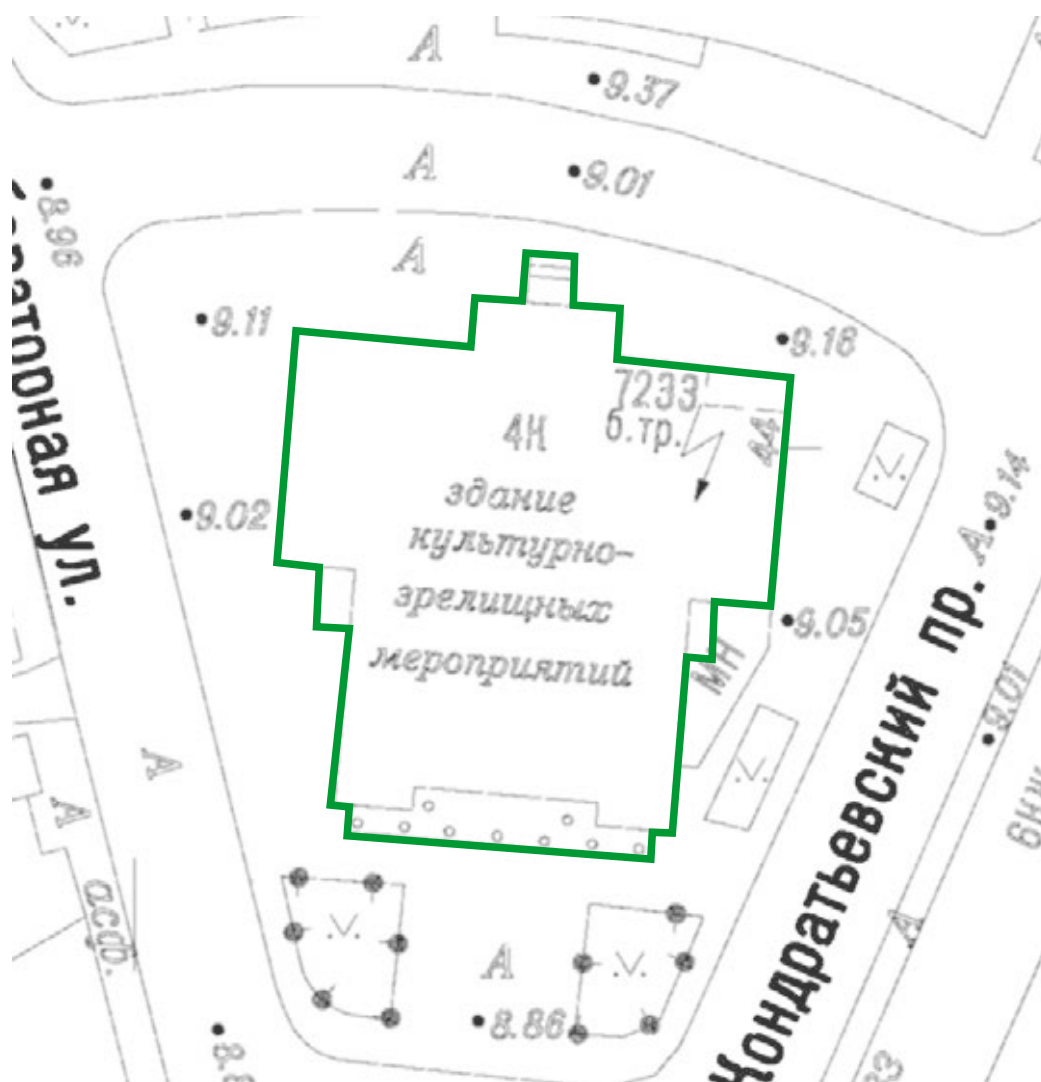 А
9.37
А
9.01
8.96
А
9.11
9.16
7233
4Н
б.тр.
44
здание
культурно-
зрелищных
мероприятий
9.02
9.14
А
ул.
9.05
МН
9.01
Кондратьевский пр.
А
А
асф.
А
А
8.86